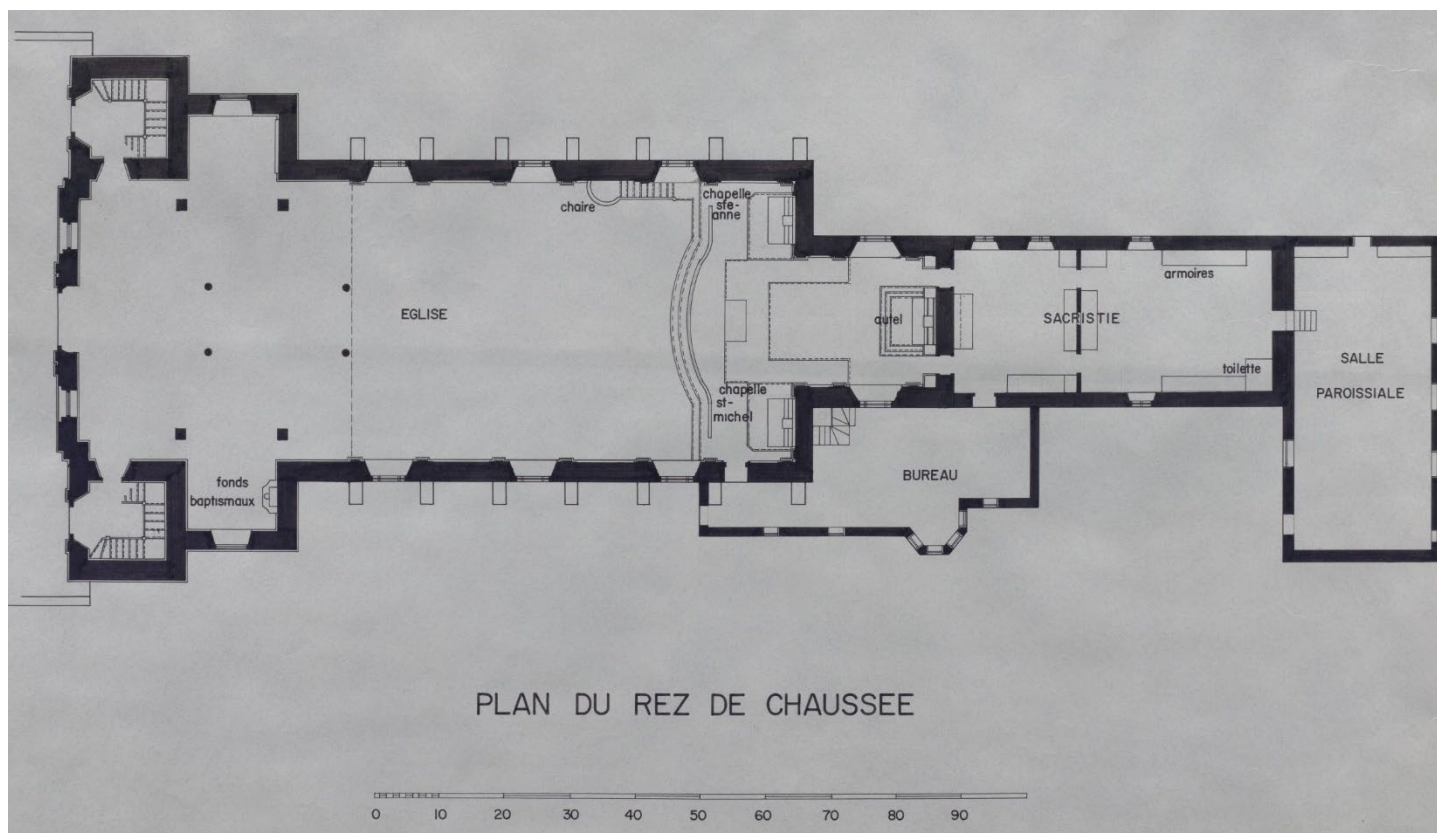 chapelle
ste-
anne
chaire
armoires
EGLISE
autel
SACRISTIE
SALLE
PAROISSIALE
toilette
chapelle
st-
michel
fonds
baptismaux
BUREAU
PLAN DU REZ DE CHAUSSEE
0 10 20 30 40 50 60 70 80 90